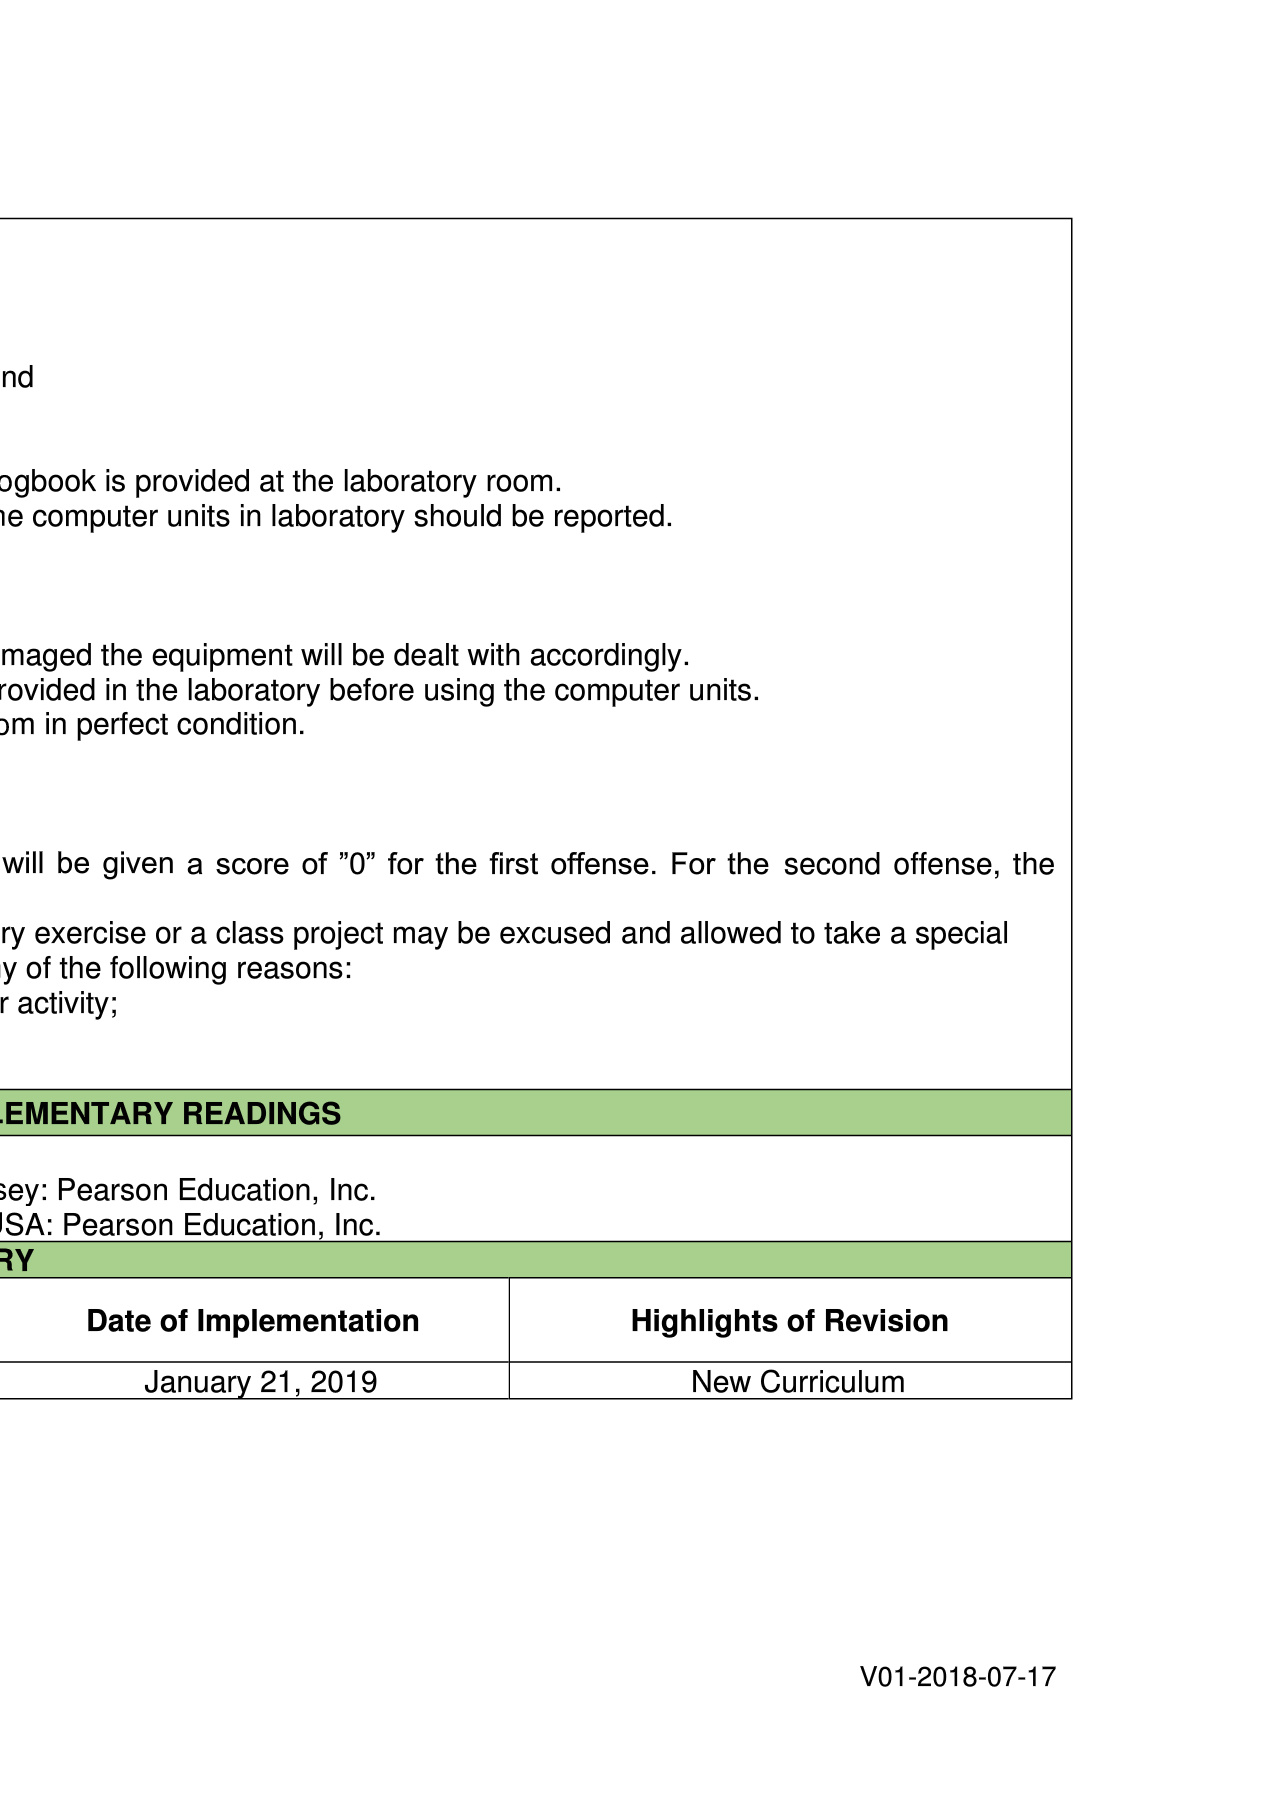 nd
ogbook is provided at the laboratory room.
he computer units in laboratory should be reported.
maged the equipment will be dealt with accordingly.
rovided in the laboratory before using the computer units.
om in perfect condition.
will be given a score of ”0” for the first offense. For the second offense, the
ry exercise or a class project may be excused and allowed to take a special
ny of the following reasons:
r activity;
LEMENTARY READINGS
sey: Pearson Education, Inc.
USA: Pearson Education, Inc.
RY
Date of Implementation Highlights of Revision
January 21, 2019 New Curriculum
V01-2018-07-17